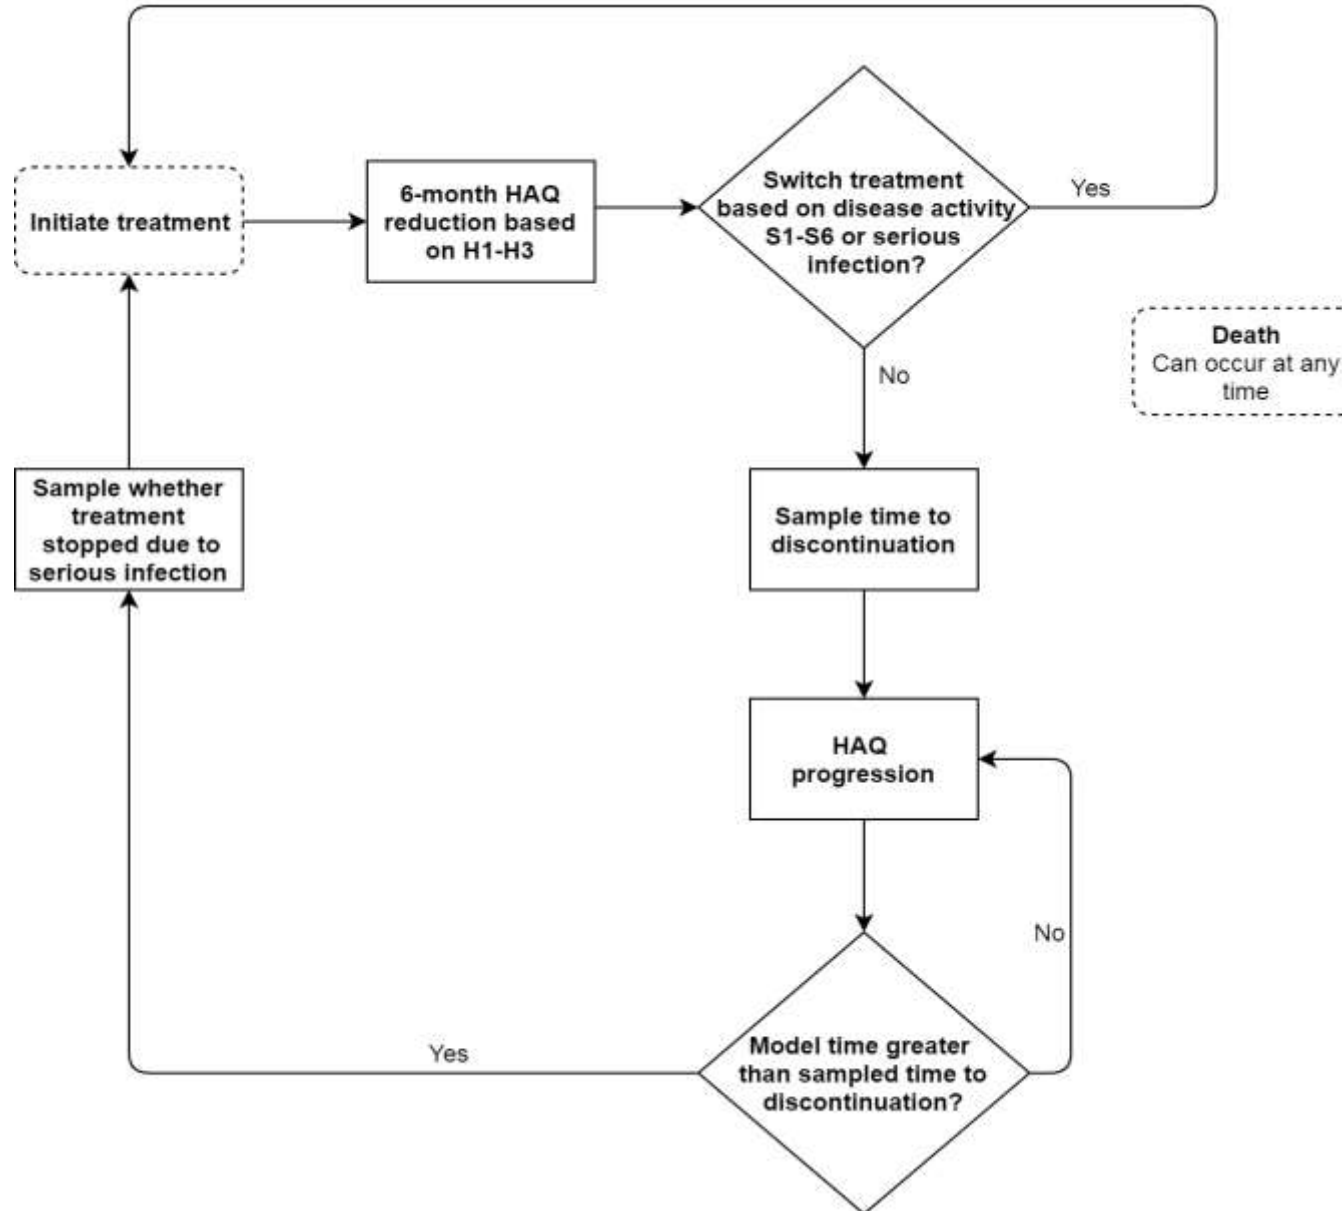 Initiate treatment
6-month HAQ
reduction based
on H1-H3
Switch treatment
based on disease activity
S1-S6 or serious
infection?
Yes
Death
Can occur at any
time
No
Sample whether
treatment
stopped due to
serious infection
Sample time to
discontinuation
HAQ
progression
No
Yes
Model time greater
than sampled time to
discontinuation?